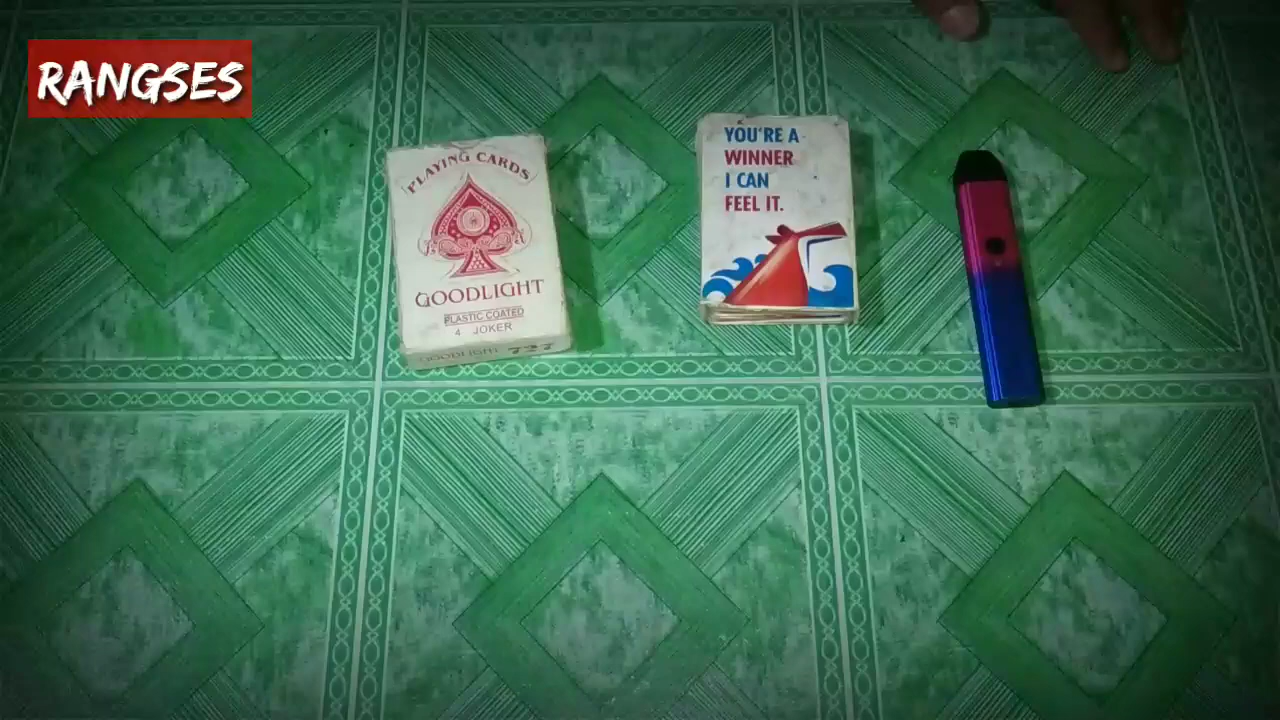 RANGSES
PLAYING CARDS
GOODLIGHT
PLASTIC COATED
4 JOKER
GOODLIGHT 727
YOU'RE A
WINNER
I CAN
FEEL IT.